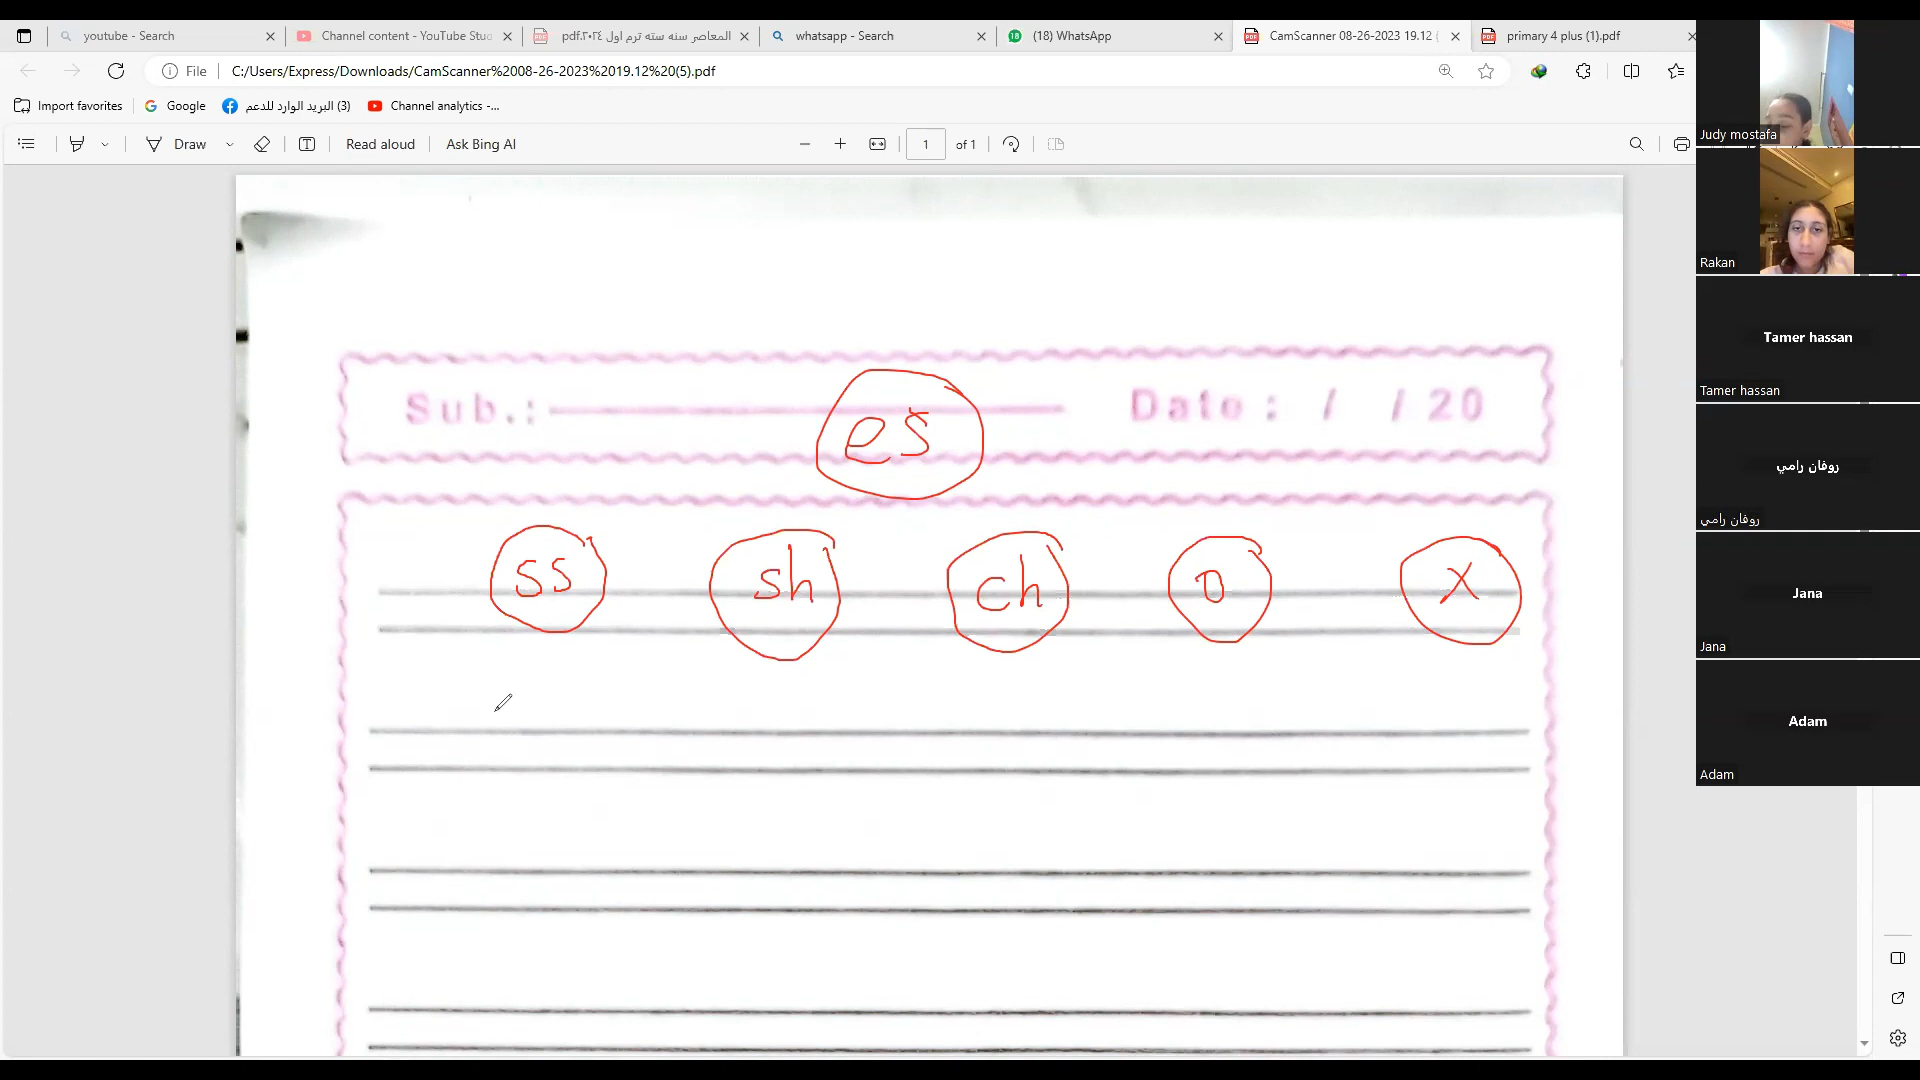 youtube - Search
Channel content - YouTube Stud
المعاصر سنه سته ترم اول ٢٠٢٤.pdf
whatsapp - Search
(18) WhatsApp
CamScanner 08-26-2023 19.12 (
primary 4 plus (1).pdf
File
C:/Users/Express/Downloads/CamScanner%2008-26-2023%2019.12%20(5).pdf
Import favorites
Google
(3) البريد الوارد للدعم
Channel analytics -...
Draw
Read aloud
Ask Bing AI
1
of 1
Sub.:
es
Date : / / 20
ss sh ch o x
Judy mostafa
Rakan
Tamer hassan
Tamer hassan
روفان رامي
روفان رامي
Jana
Jana
Adam
Adam